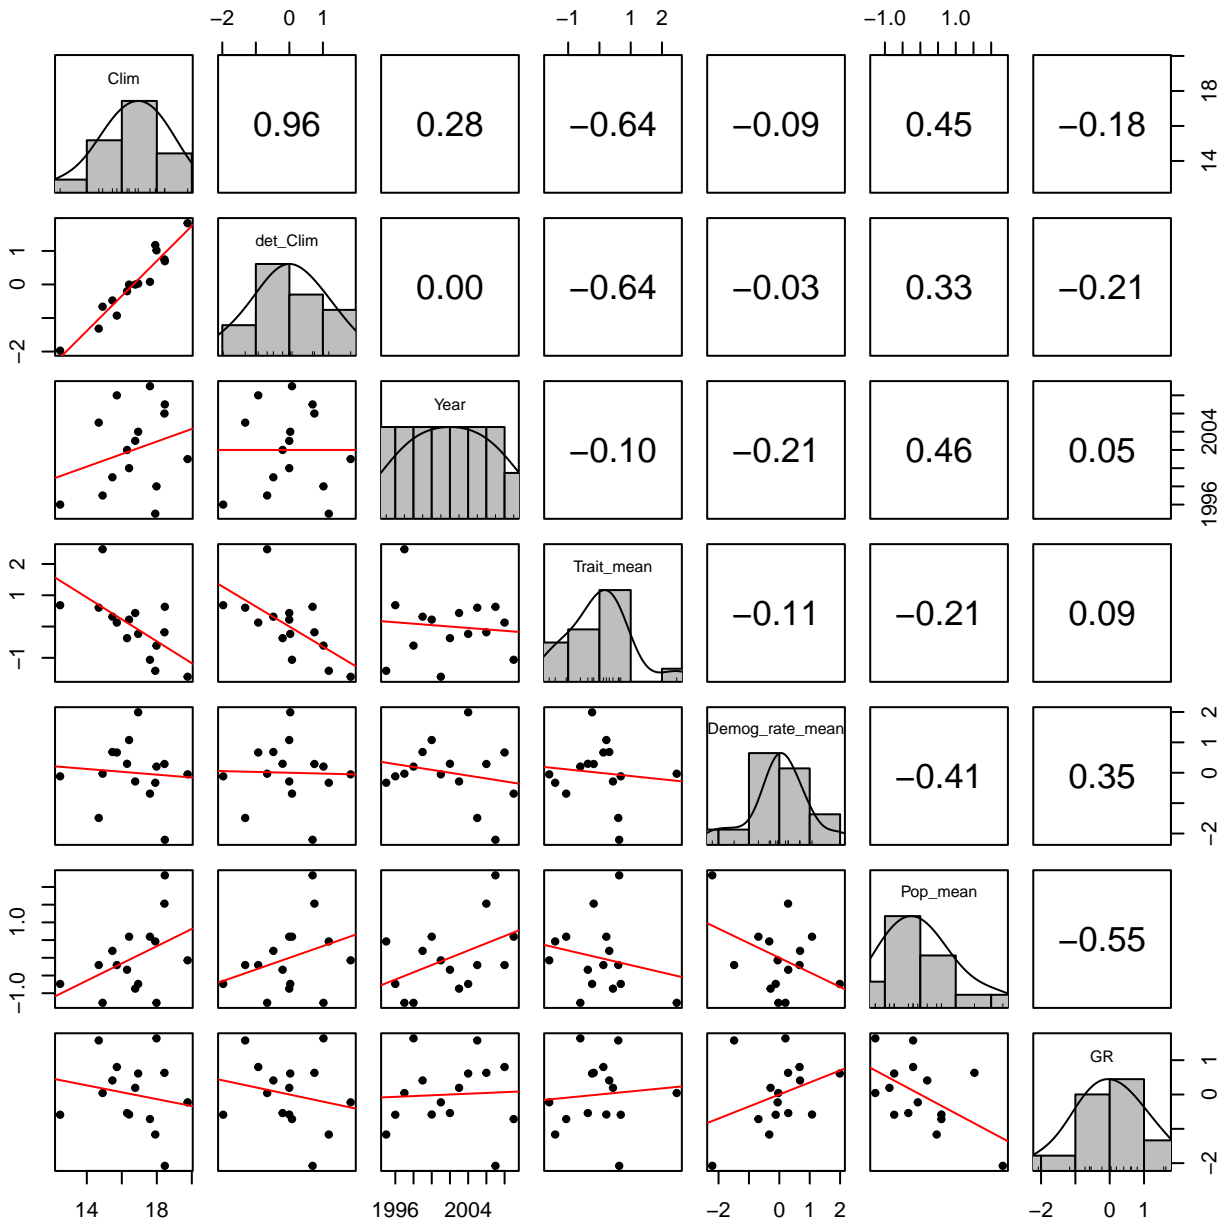 −2 0 1 −1 1 2 −1.0 1.0
Clim 0.96 0.28 −0.64 −0.09 0.45 −0.18 14 18
−2 0 1 det_Clim 0.00 −0.64 −0.03 0.33 −0.21
Year −0.10 −0.21 0.46 0.05 1996 2004
−1 1 2 Trait_mean −0.11 −0.21 0.09
Demog_rate_mean −0.41 0.35 −2 0 1 2
−1.0 1.0 Pop_mean −0.55
GR −2 0 1
14 18 1996 2004 −2 0 1 2 −2 0 1